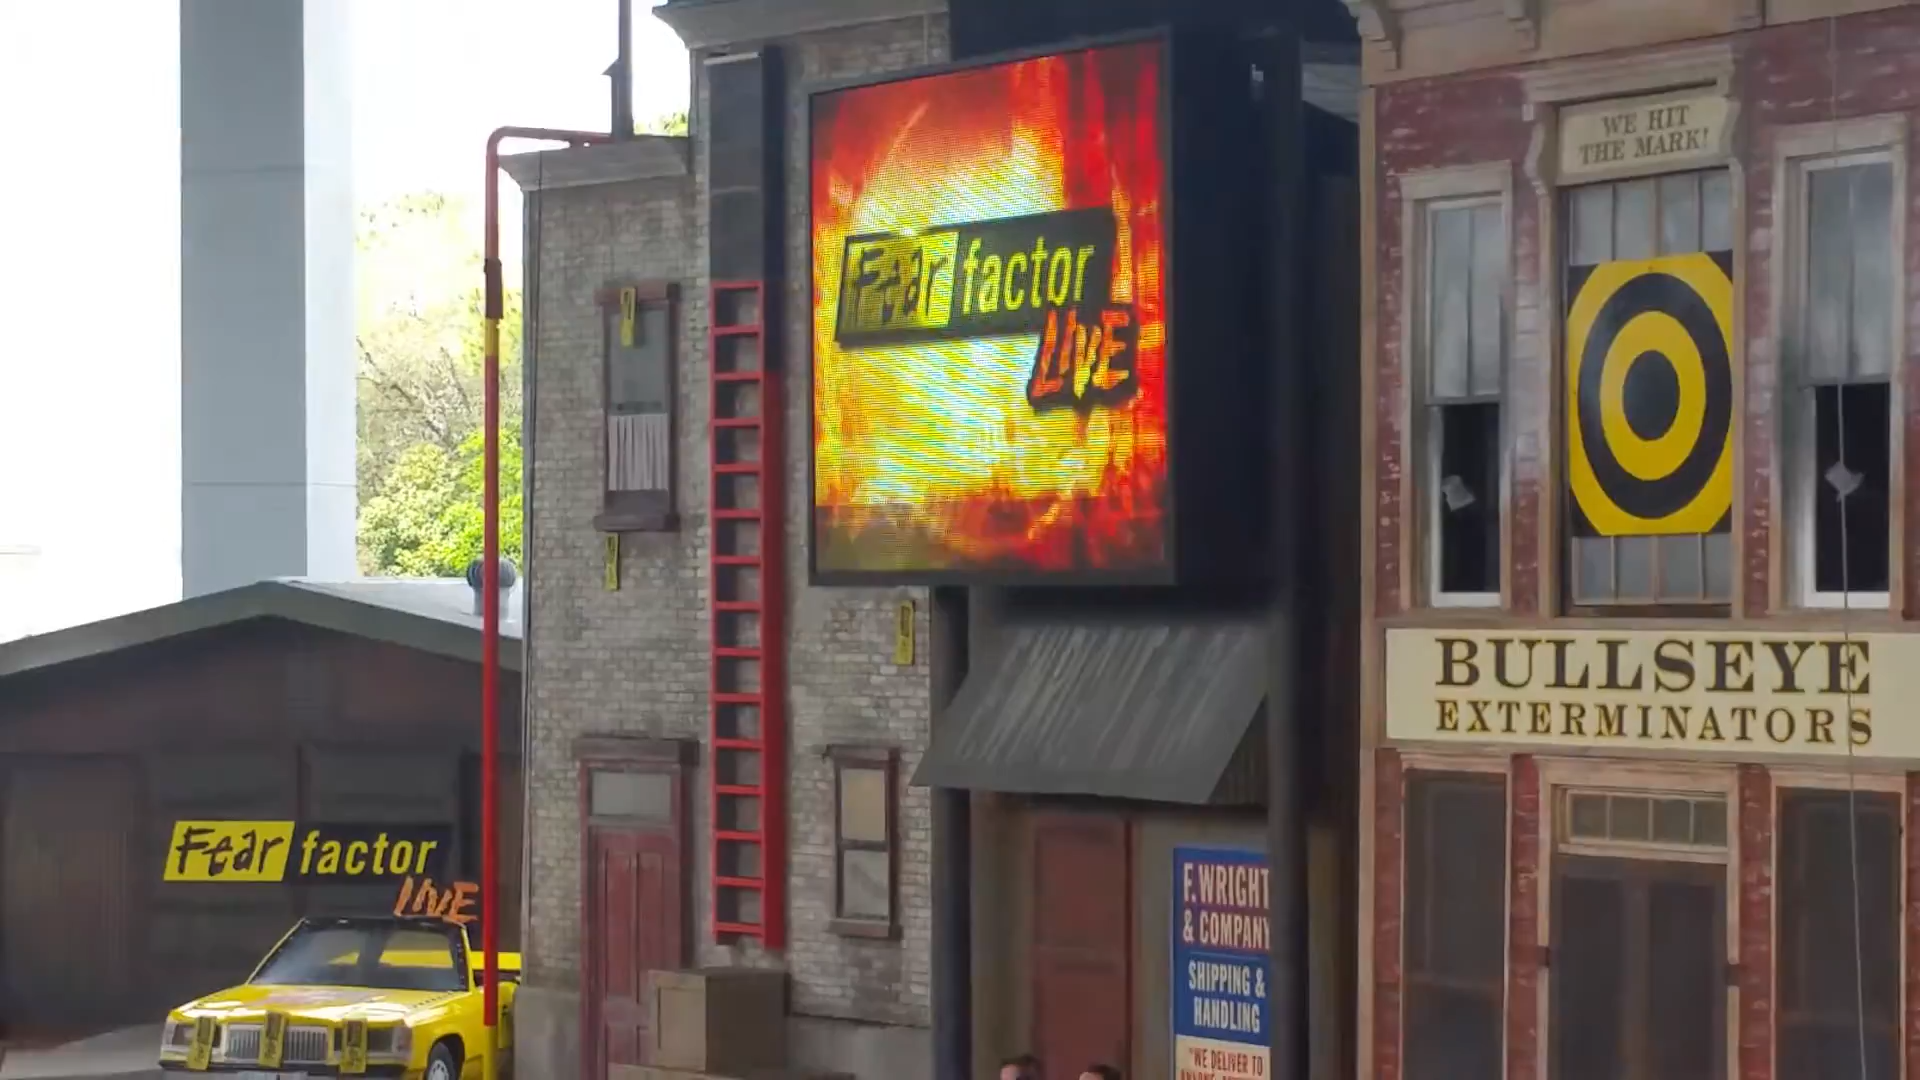 WE HIT
THE MARK!
Fear factor
LIVE
BULLSEYE
EXTERMINATORS
Fear factor
LIVE
F. WRIGHT
& COMPANY
SHIPPING &
HANDLING
"WE DELIVER TO